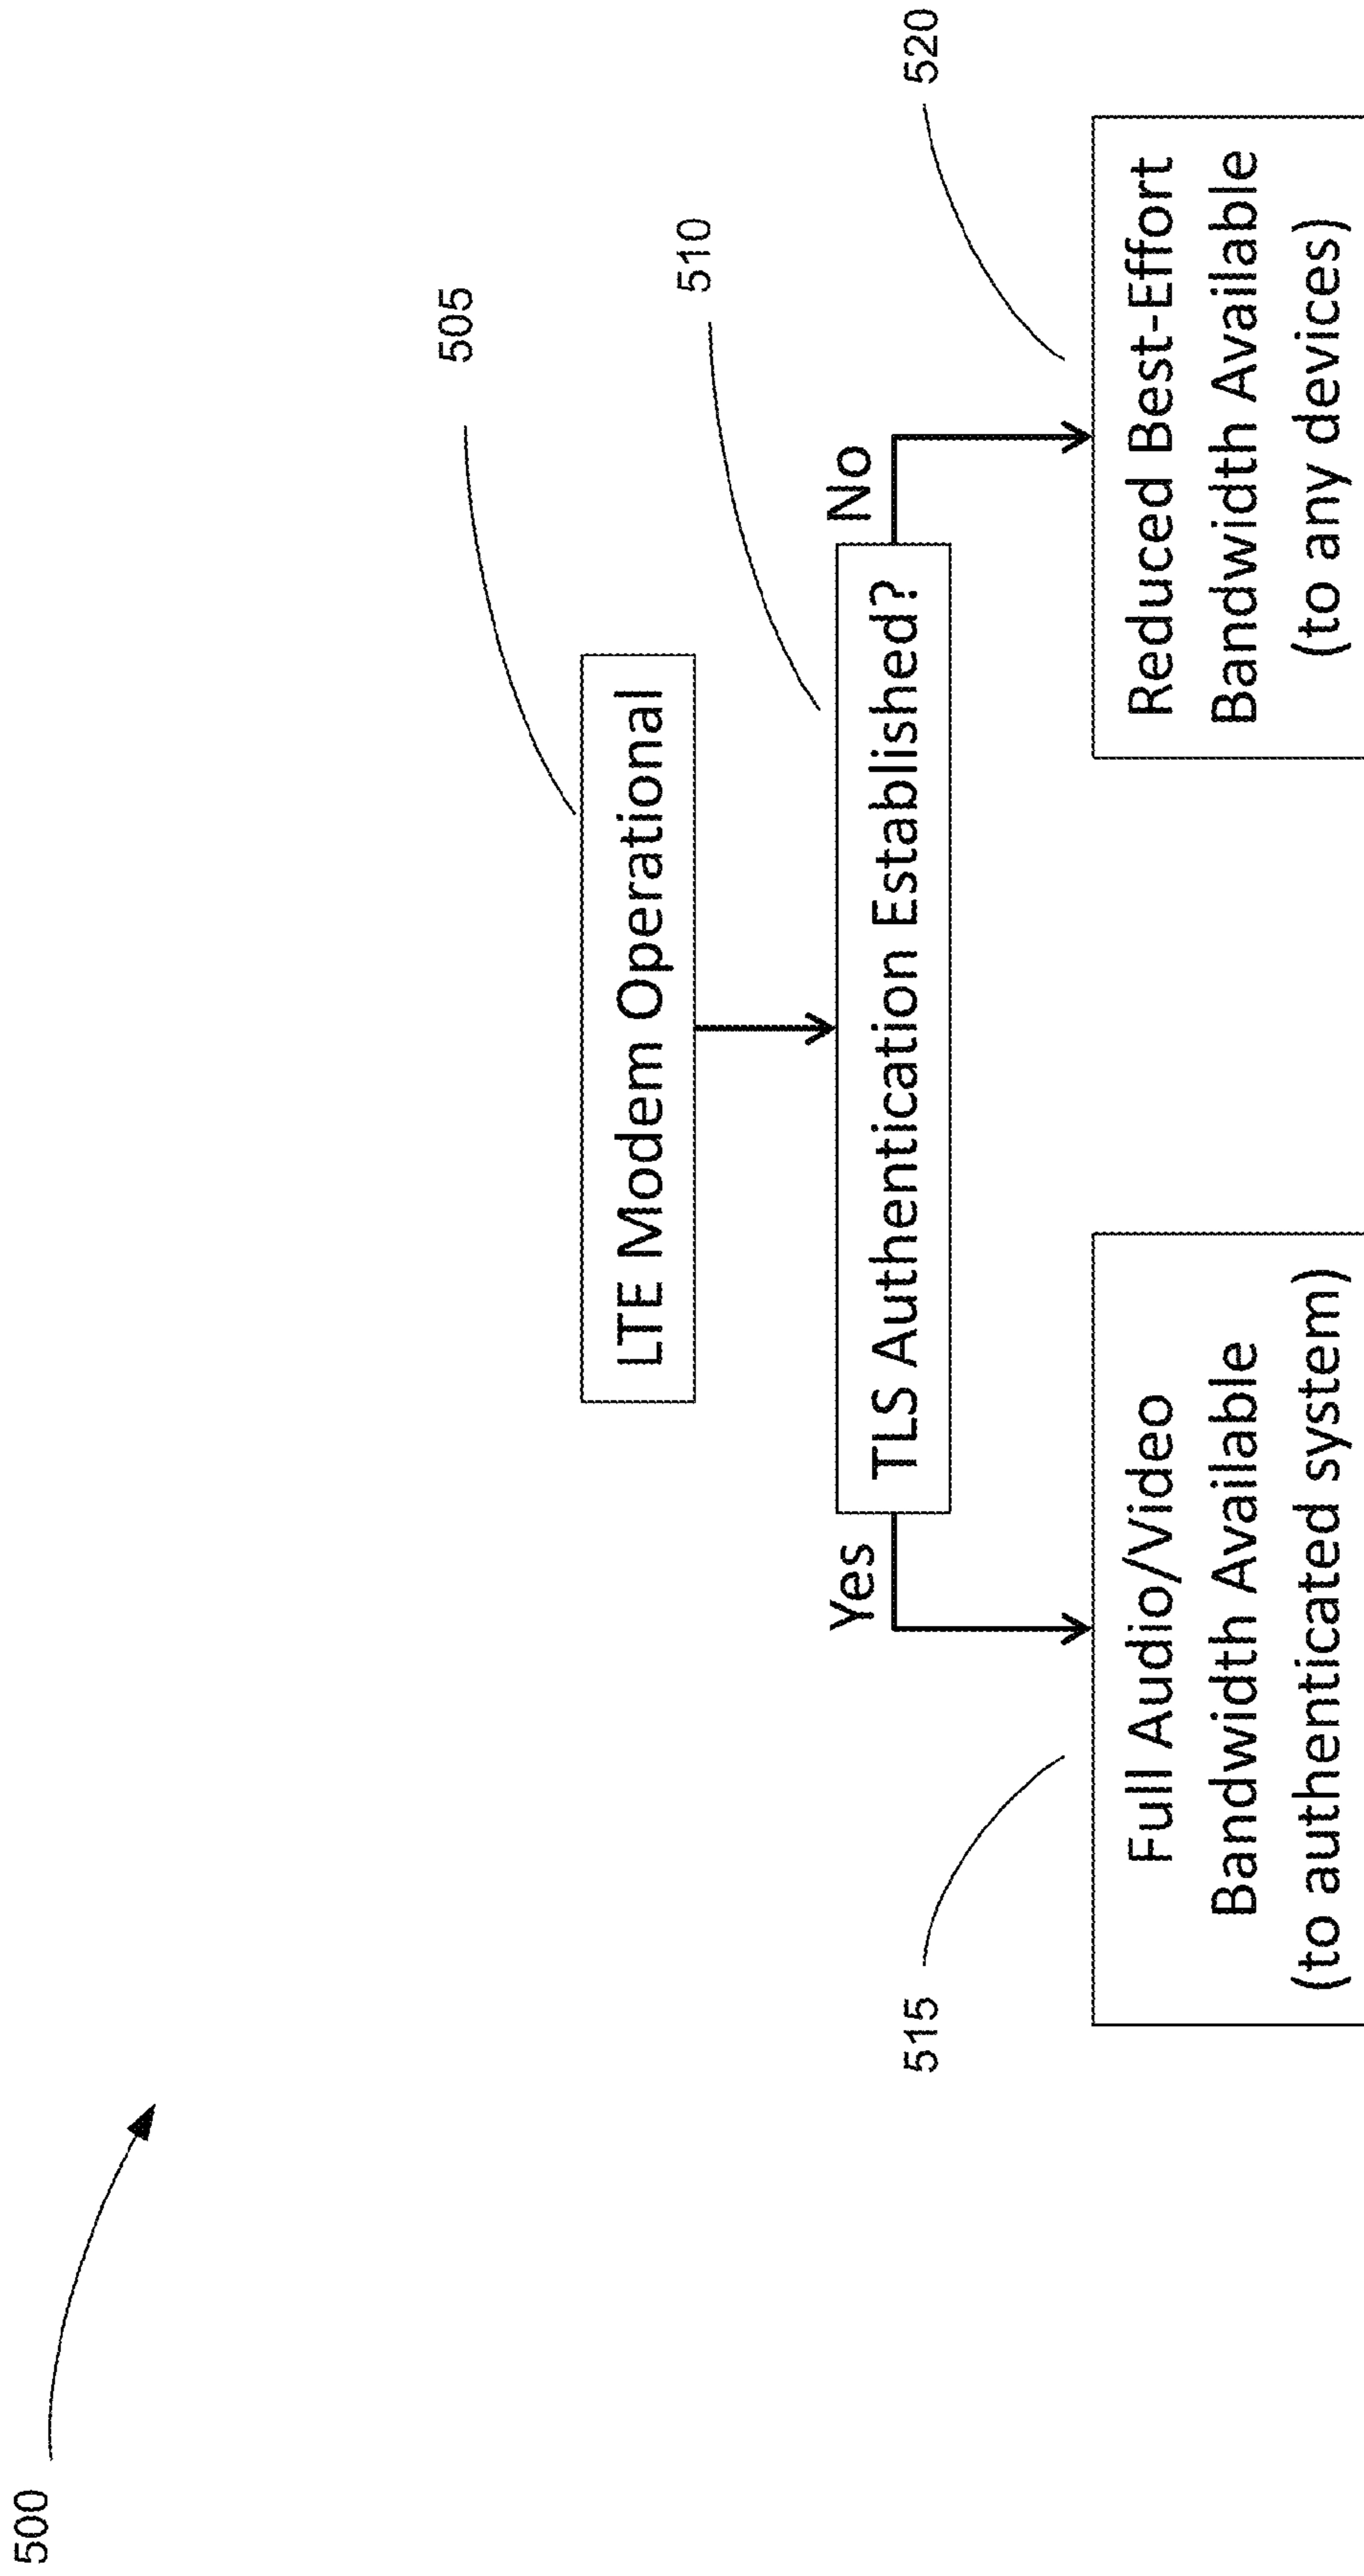 500
505
LTE Modem Operational
510
TLS Authentication Established?
Yes
No
515
520
Full Audio/Video
Bandwidth Available
(to authenticated system)
Reduced Best-Effort
Bandwidth Available
(to any devices)